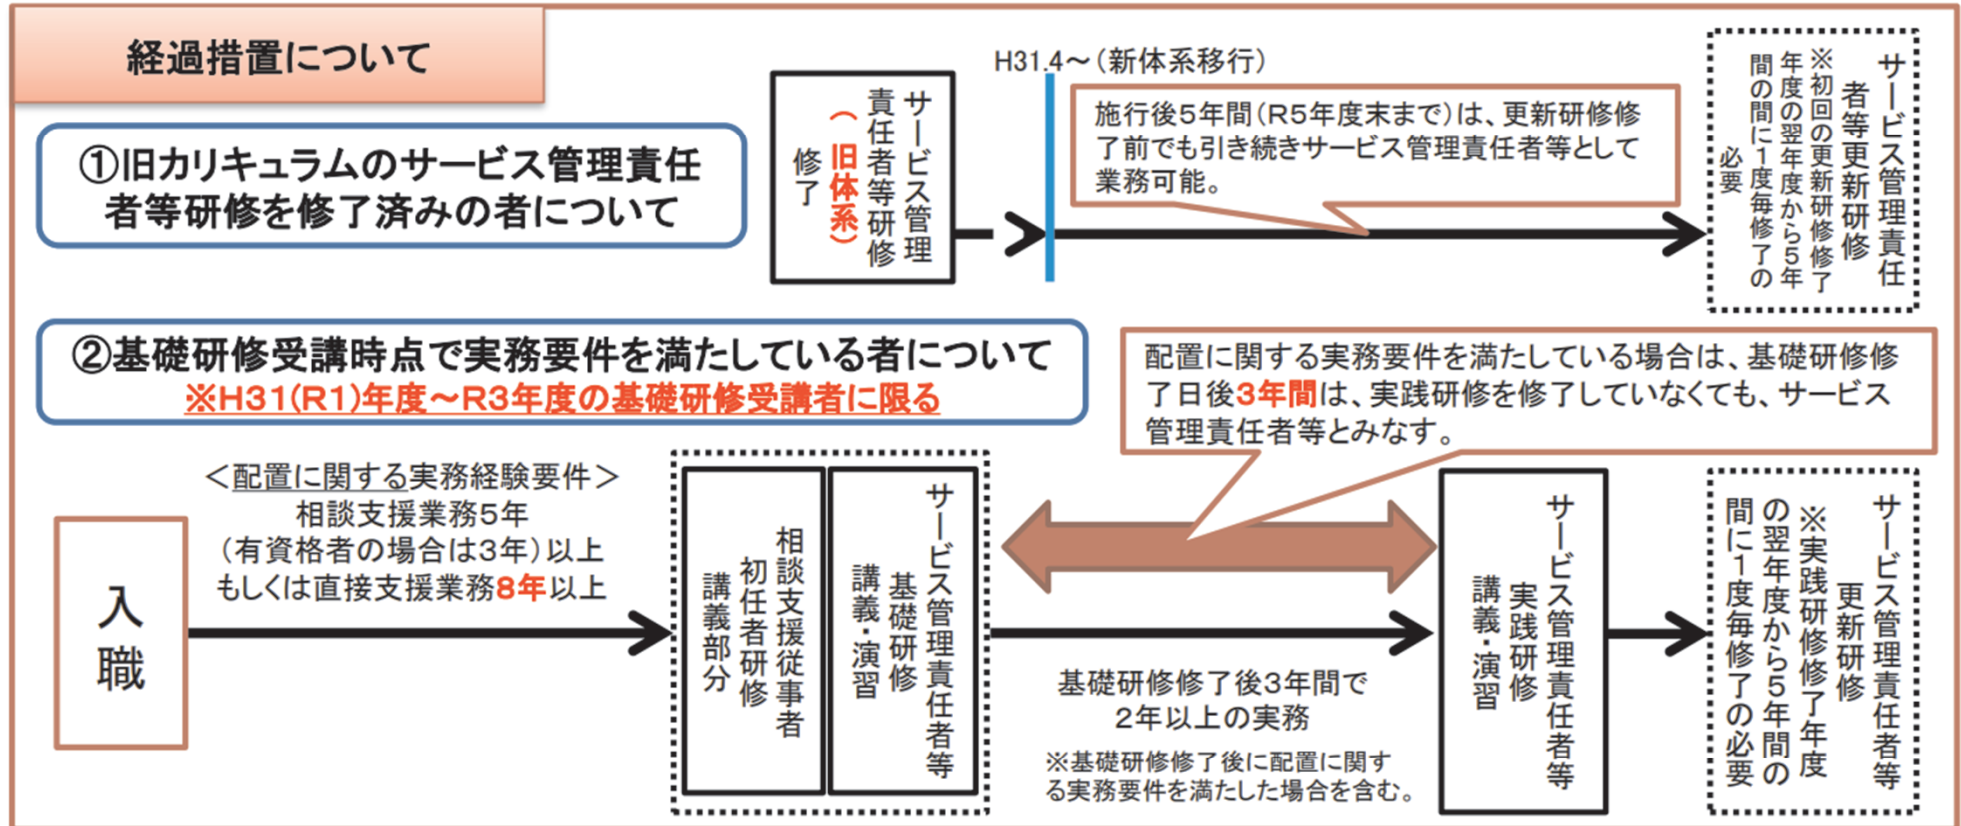 経過措置について
①旧カリキュラムのサービス管理責任
者等研修を修了済みの者について
サービス管理
責任者等研修
（旧体系）
修了
H31.4～（新体系移行）
施行後５年間（R５年度末まで）は、更新研修修
了前でも引き続きサービス管理責任者等として
業務可能。
サービス管理責任
者等更新研修
※初回の更新研修修了
年度の翌年度から５年
間の間に１度毎修了の
必要
②基礎研修受講時点で実務要件を満たしている者について
※H31(R1)年度～R3年度の基礎研修受講者に限る
配置に関する実務要件を満たしている場合は、基礎研修修
了日後３年間は、実践研修を修了していなくても、サービス
管理責任者等とみなす。
入職
＜配置に関する実務経験要件＞
相談支援業務５年
（有資格者の場合は３年）以上
もしくは直接支援業務８年以上
相談支援従事者
初任者研修
講義部分
サービス管理責任者等
基礎研修
講義・演習
基礎研修修了後３年間で
２年以上の実務
※基礎研修修了後に配置に関す
る実務要件を満たした場合を含む。
サービス管理責任者等
実践研修
講義・演習
サービス管理責任者等
更新研修
※実践研修修了年度
の翌年度から５年間の
間に１度毎修了の必要